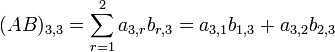 (AB)_{3,3} = \sum_{r=1}^{2} a_{3,r}b_{r,3} = a_{3,1}b_{1,3} + a_{3,2}b_{2,3}